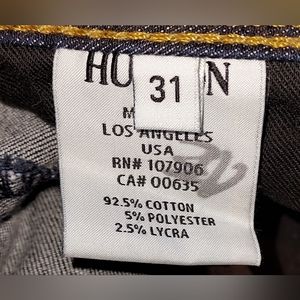 31
LOS ANGELES
USA
RN# 107906
CA# 00635
92.5% COTTON
5% POLYESTER
2.5% LYCRA